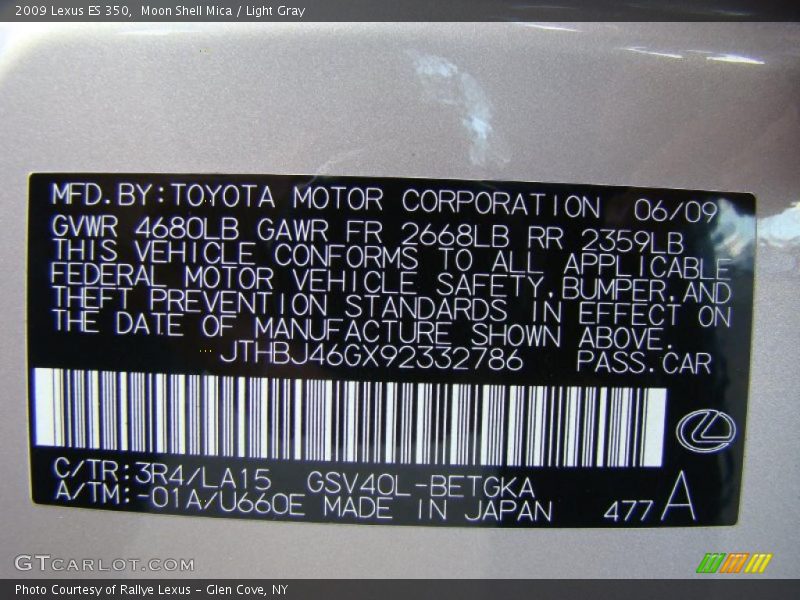 2009 Lexus ES 350,  Moon Shell Mica / Light Gray
MFD.BY:TOYOTA MOTOR CORPORATION 06/09
GVWR 4680LB GAWR FR 2668LB RR 2359LB
THIS VEHICLE CONFORMS TO ALL APPLICABLE
FEDERAL MOTOR VEHICLE SAFETY,BUMPER,AND
THEFT PREVENTION STANDARDS IN EFFECT ON
THE DATE OF MANUFACTURE SHOWN ABOVE.
JTHBJ46GX92332786 PASS.CAR
C/TR:3R4/LA15 GSV40L-BETGKA
A/TM:-01A/U660E MADE IN JAPAN 477 A
GTCARLOT.COM
Photo Courtesy of Rallye Lexus - Glen Cove, NY